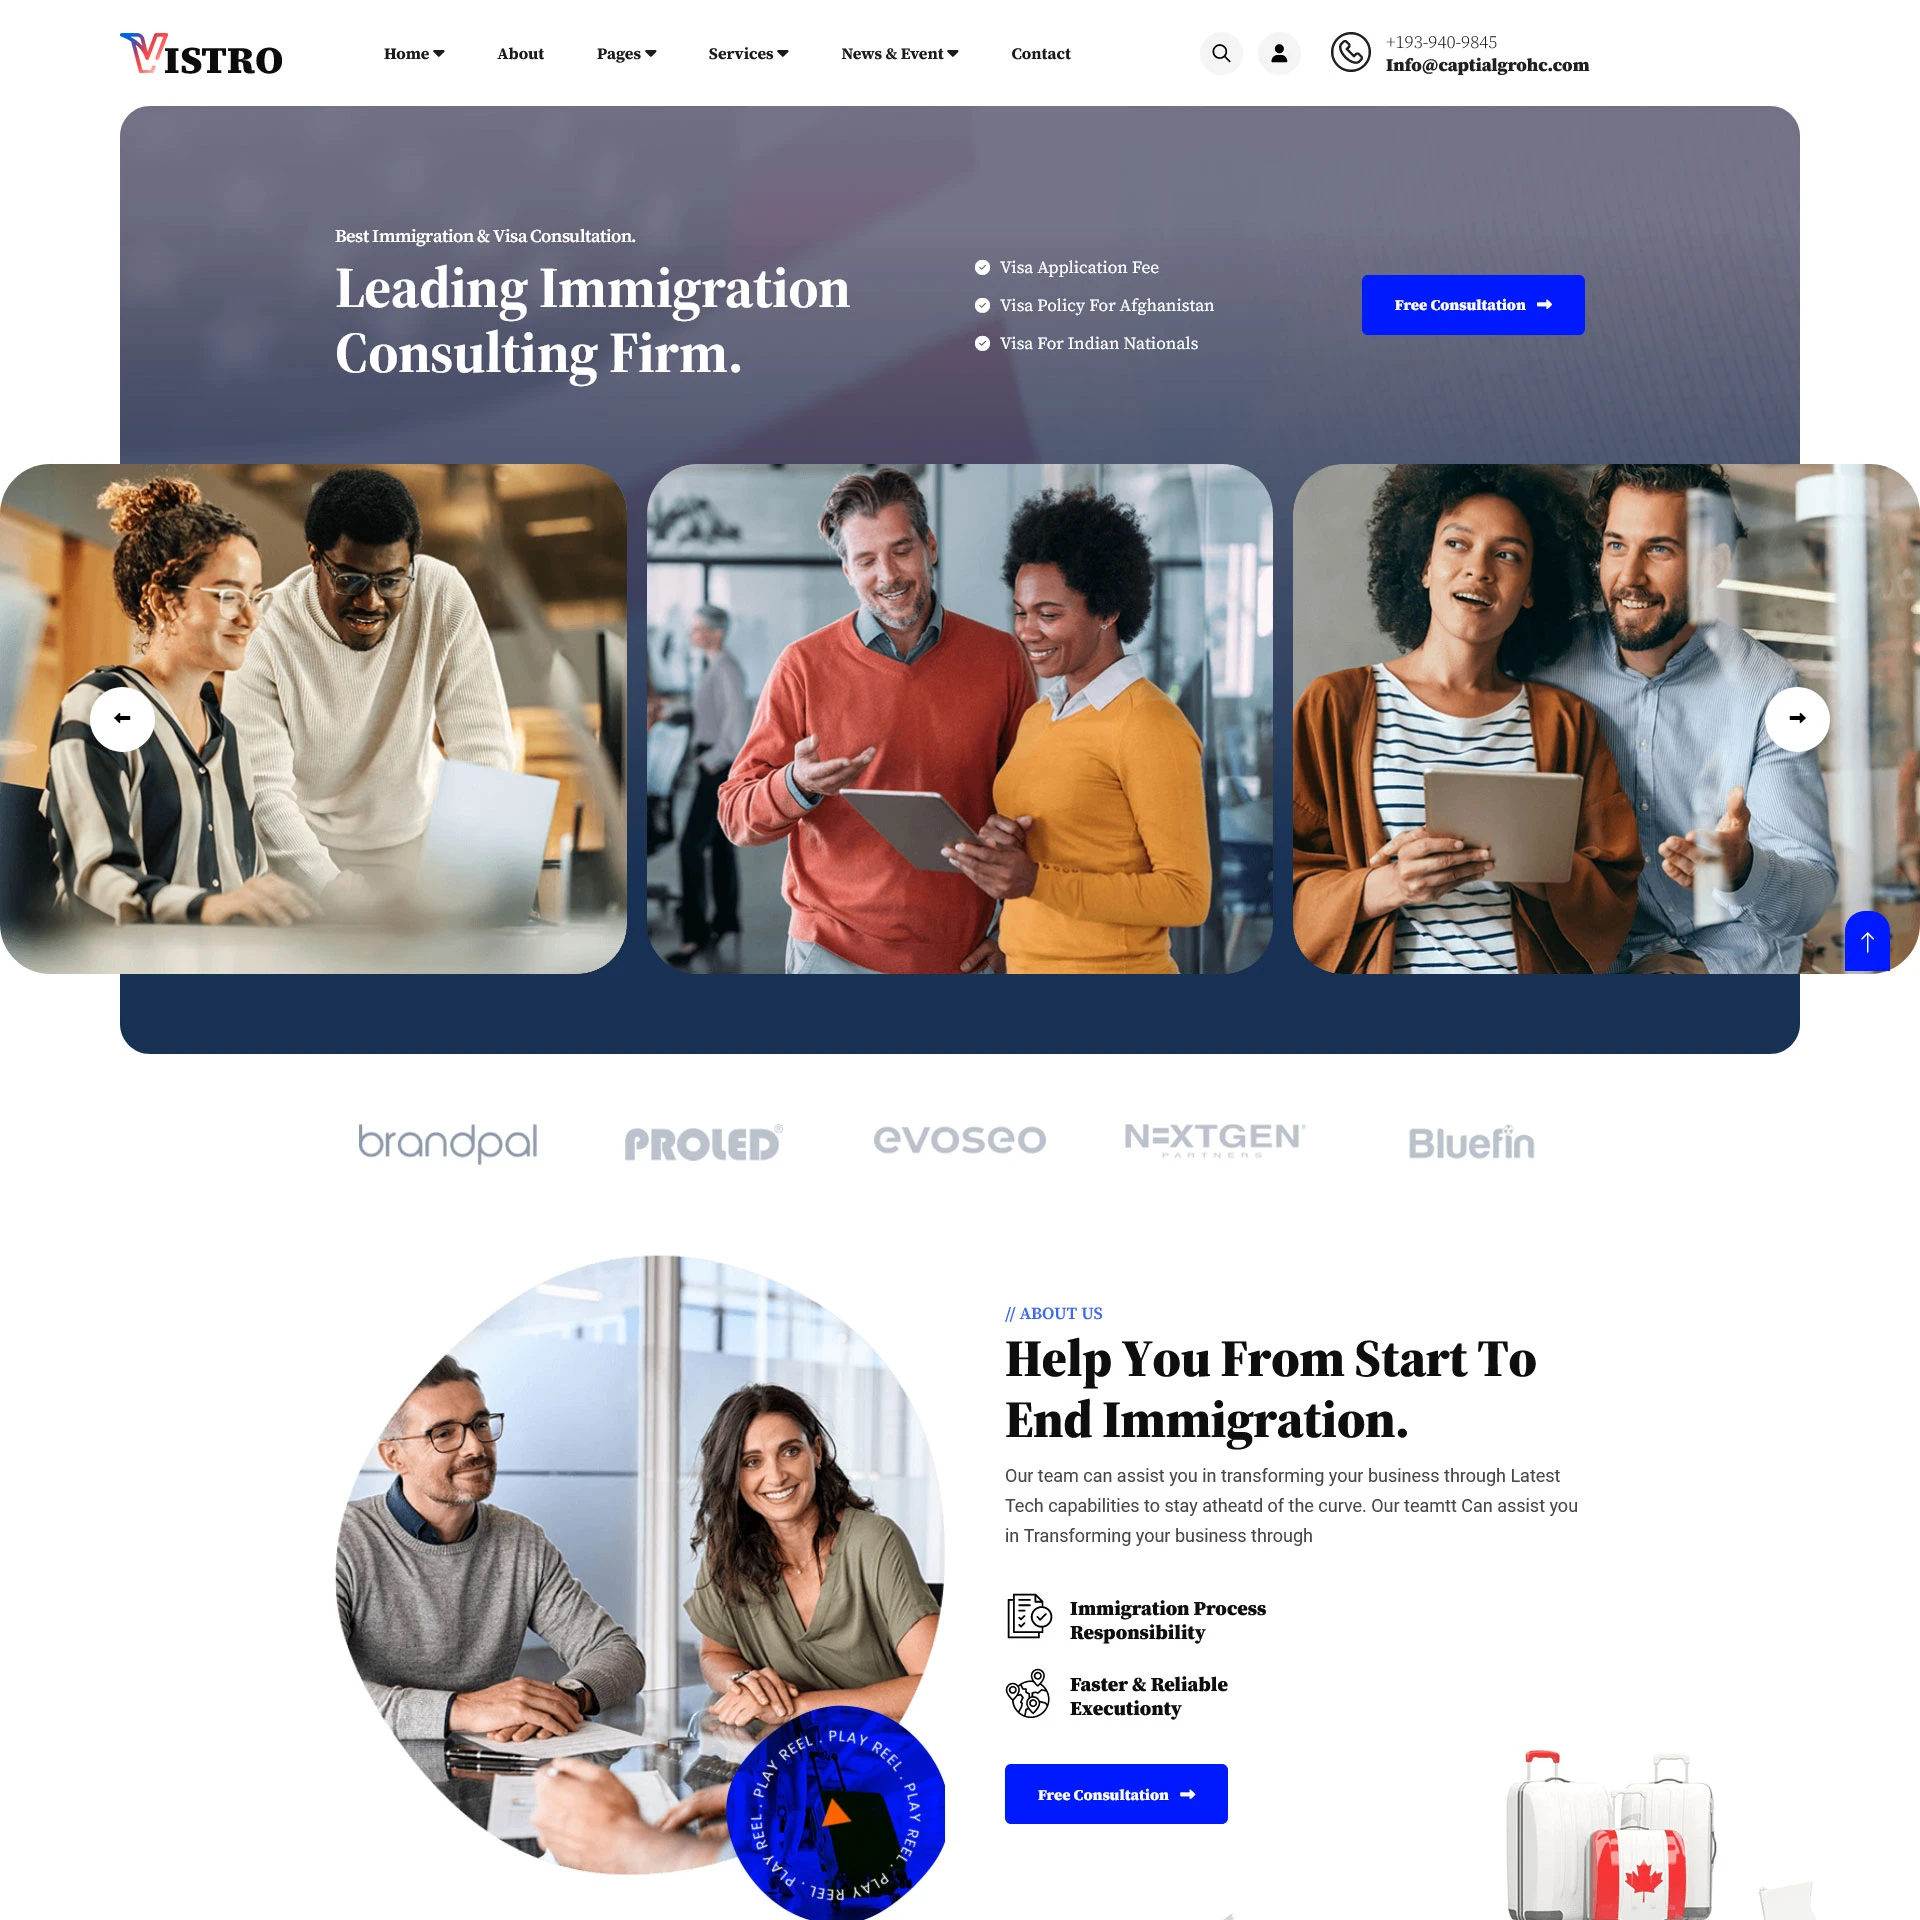 VISTRO
Home
About
Pages
Services
News & Event
Contact
+193-940-9845
Info@captialgrohc.com
Best Immigration & Visa Consultation.
Leading Immigration
Consulting Firm.
Visa Application Fee
Visa Policy For Afghanistan
Visa For Indian Nationals
Free Consultation
brandpal
PROLED®
evoseo
NEXTGEN
PARTNERS
Bluefin
// ABOUT US
Help You From Start To
End Immigration.
Our team can assist you in transforming your business through Latest
Tech capabilities to stay atheatd of the curve. Our teamtt Can assist you
in Transforming your business through
Immigration Process
Responsibility
Faster & Reliable
Executionty
Free Consultation
PLAY REEL . PLAY REEL . PLAY REEL . PLAY REEL . PLAY REEL .